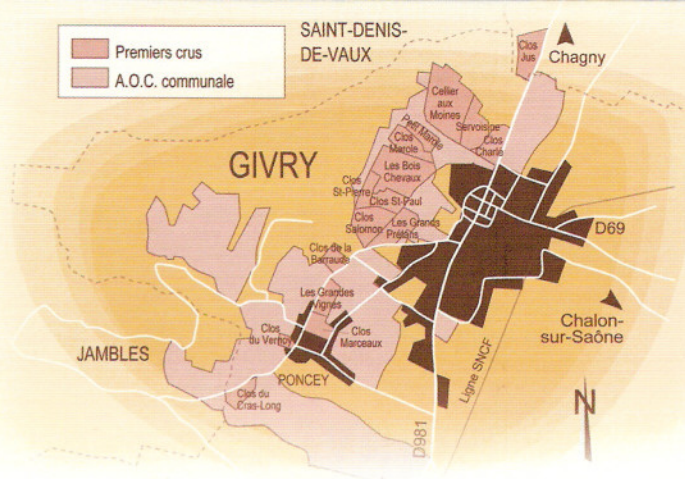 Premiers crus
A.O.C. communale
SAINT-DENIS-
DE-VAUX
Clos
Jus
Chagny
Cellier
aux
Moines
Servoisine
Petit Marole
Clos
Marole
Clos
Charlé
GIVRY
Les Bois
Chevaux
Clos
St-Pierre
Clos St-Paul
Clos
Salomon
Les Grands
Prétans
D69
Clos de la
Barraude
Les Grandes
Vignes
Chalon-
sur-Saône
Clos
du Vernoy
Clos
Marceaux
JAMBLES
PONCEY
Ligne SNCF
Clos du
Cras-Long
N
D981